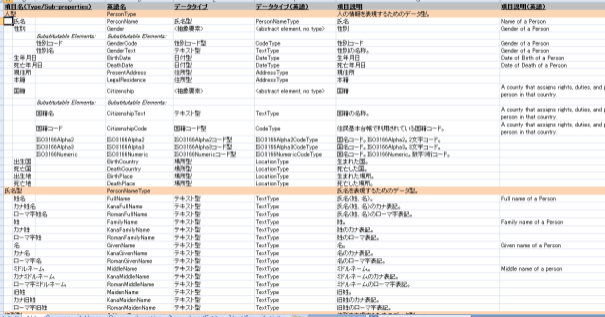 項目名(Type/Sub-properties) 英語名 データタイプ データタイプ(英語) 項目説明 項目説明(英語)
人型 PersonType 人の情報を表現するためのデータ型。
氏名 PersonName 氏名型 PersonNameType 氏名 Name of a Person
性別 Gender <抽象要素> (abstract element, no type) 性別 Gender of a Person
Substitutable Elements: Substitutable Elements:
性別コード GenderCode 性別コード型 CodeType 性別コード Gender of a Person
性別名 GenderText テキスト型 TextType 性別の名称。 Gender of a Person
生年月日 BirthDate 日付型 DateType 生年月日 Date of Birth of a Person
死亡年月日 DeathDate 日付型 DateType 死亡年月日 Date of Death of a Person
現住所 PresentAddress 住所型 AddressType 現住所
本籍 LegalResidence 住所型 AddressType 本籍
国籍 Citizenship <抽象要素> (abstract element, no type) 国籍 A county that assigns rights, duties, and person in that country.
Substitutable Elements: Substitutable Elements:
国籍名 CitizenshipText テキスト型 TextType 国籍の名称。 A county that assigns rights, duties, and person in that country.
国籍コード CitizenshipCode 国籍コード型 CodeType 住民基本台帳で利用されている国籍コード。 A county that assigns rights, duties, and person in that country.
ISO3166Alpha2 ISO3166Alpha2 ISO3166Alpha2コード型 ISO3166Alpha2CodeType 国名コード。ISO3166Alpha2。2文字コード。
ISO3166Alpha3 ISO3166Alpha3 ISO3166Alpha3コード型 ISO3166Alpha3CodeType 国名コード。ISO3166Alpha3。3文字コード。
ISO3166Numeric ISO3166Numeric ISO3166Numericコード型 ISO3166NumericCodeType 国名コード。ISO3166Numeric。数字3桁コード。
出生国 BirthCountry 場所型 LocationType 生まれた国。
死亡国 DeathCountry 場所型 LocationType 死亡した国。
出生地 BirthPlace 場所型 LocationType 生まれた場所。
死亡地 DeathPlace 場所型 LocationType 死亡した場所。
氏名型 PersonNameType 氏名を表現するためのデータ型。
姓名 FullName テキスト型 TextType 氏名(姓、名)。 Full name of a Person
カナ姓名 KanaFullName テキスト型 TextType 氏名(姓、名)のカナ表記。
ローマ字姓名 RomanFullName テキスト型 TextType 氏名(姓、名)のローマ字表記。
姓 FamilyName テキスト型 TextType 姓。 Family name of a Person
カナ姓 KanaFamilyName テキスト型 TextType 姓のカナ表記。
ローマ字姓 RomanFamilyName テキスト型 TextType 姓のローマ字表記。
名 GivenName テキスト型 TextType 名。 Given name of a Person
カナ名 KanaGivenName テキスト型 TextType 名のカナ表記。
ローマ字名 RomanGivenName テキスト型 TextType 名のローマ字表記。
ミドルネーム MiddleName テキスト型 TextType ミドルネーム。 Middle name of a person
カナミドルネーム KanaMiddleName テキスト型 TextType ミドルネームのカナ表記。
ローマ字ミドルネーム RomanMiddleName テキスト型 TextType ミドルネームのローマ字表記。
旧姓 MaidenName テキスト型 TextType 旧姓。
カナ旧姓 KanaMaidenName テキスト型 TextType 旧姓のカナ表記。
ローマ字旧姓 RomanMaidenName テキスト型 TextType 旧姓のローマ字表記。